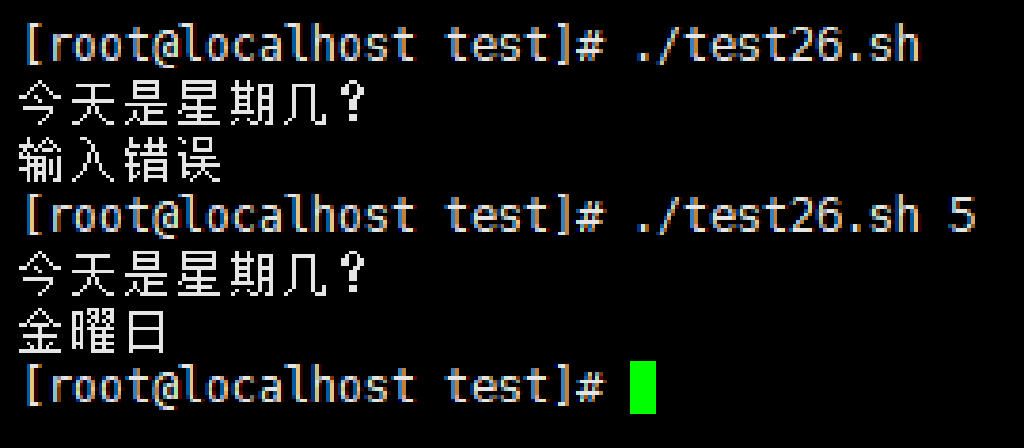 [root@localhost test]# ./test26.sh
今天是星期几？
输入错误
[root@localhost test]# ./test26.sh 5
今天是星期几？
金曜日
[root@localhost test]#